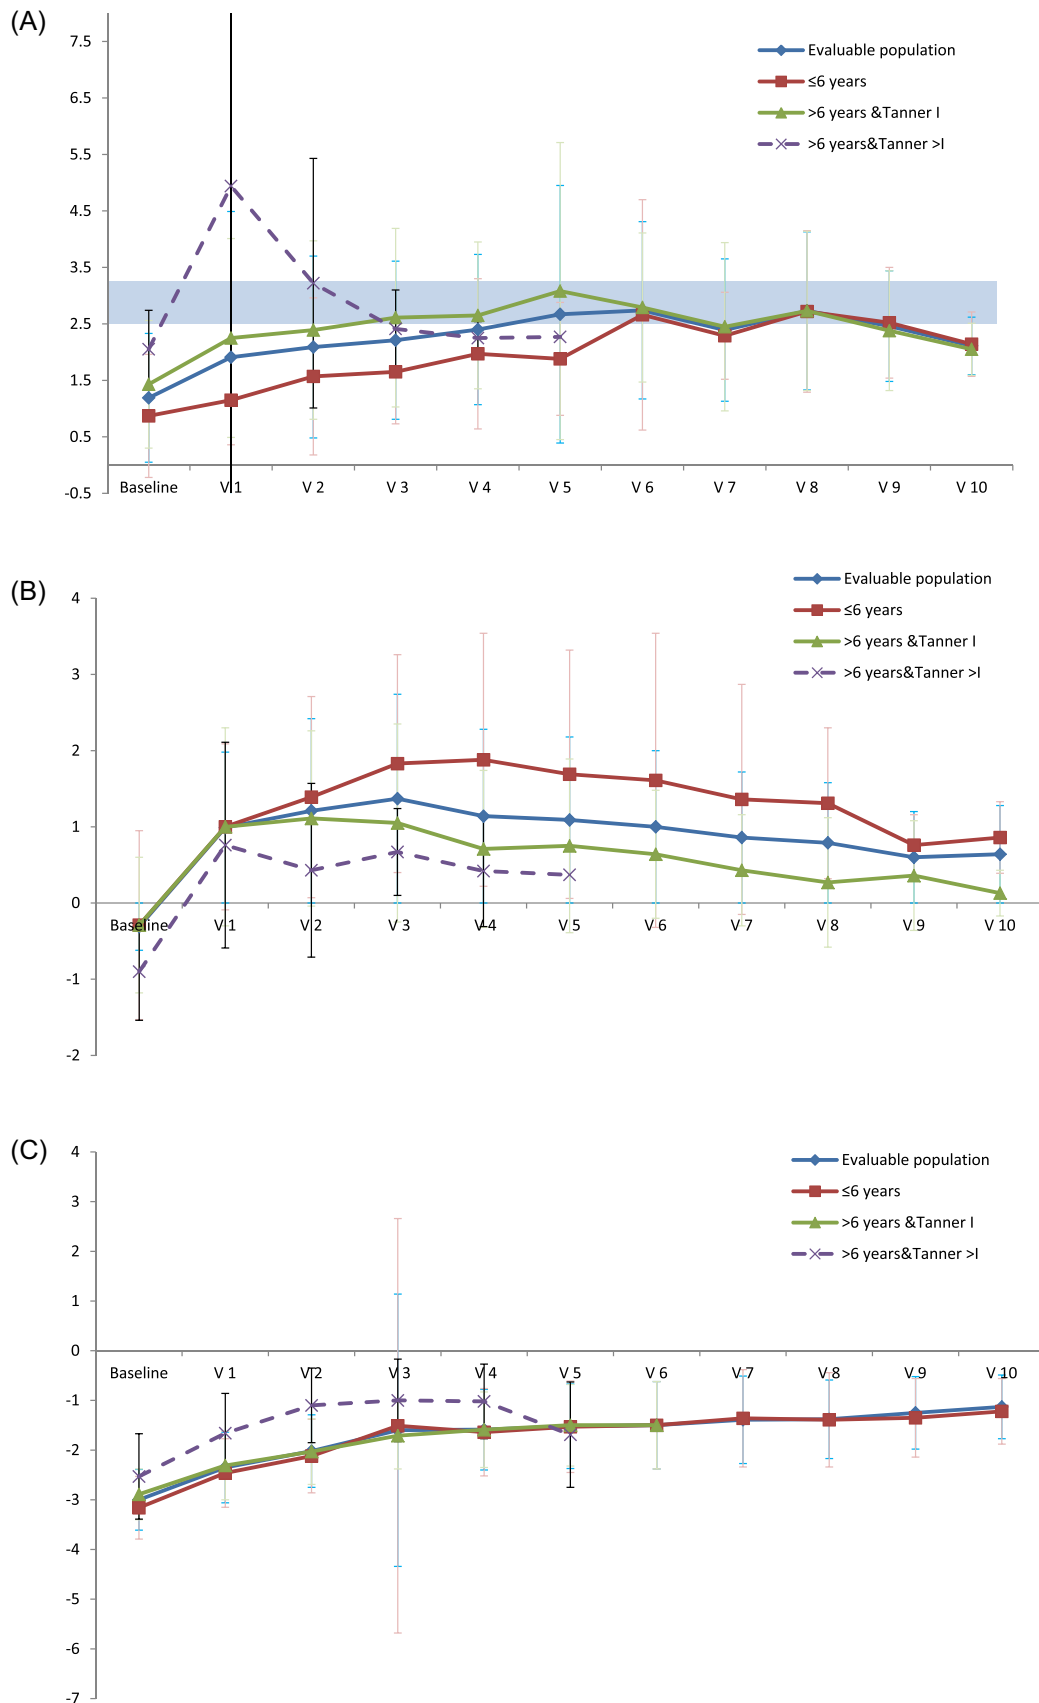 (A)
7.5
6.5
5.5
4.5
3.5
2.5
1.5
0.5
-0.5
Evaluable population
≤6 years
>6 years &Tanner I
>6 years&Tanner >I
Baseline V 1 V 2 V 3 V 4 V 5 V 6 V 7 V 8 V 9 V 10
(B)
4
3
2
1
0
-1
-2
Evaluable population
≤6 years
>6 years &Tanner I
>6 years&Tanner >I
Baseline V 1 V 2 V 3 V 4 V 5 V 6 V 7 V 8 V 9 V 10
(C)
4
3
2
1
0
-1
-2
-3
-4
-5
-6
-7
Evaluable population
≤6 years
>6 years &Tanner I
>6 years&Tanner >I
Baseline V 1 V 2 V 3 V 4 V 5 V 6 V 7 V 8 V 9 V 10